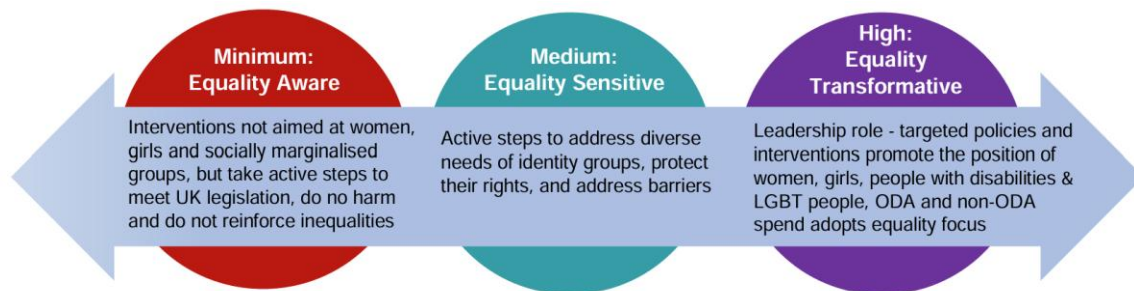 Minimum:
Equality Aware
Interventions not aimed at women,
girls and socially marginalised
groups, but take active steps to
meet UK legislation, do no harm
and do not reinforce inequalities
Medium:
Equality Sensitive
Active steps to address diverse
needs of identity groups, protect
their rights, and address barriers
High:
Equality
Transformative
Leadership role - targeted policies and
interventions promote the position of
women, girls, people with disabilities &
LGBT people, ODA and non-ODA
spend adopts equality focus